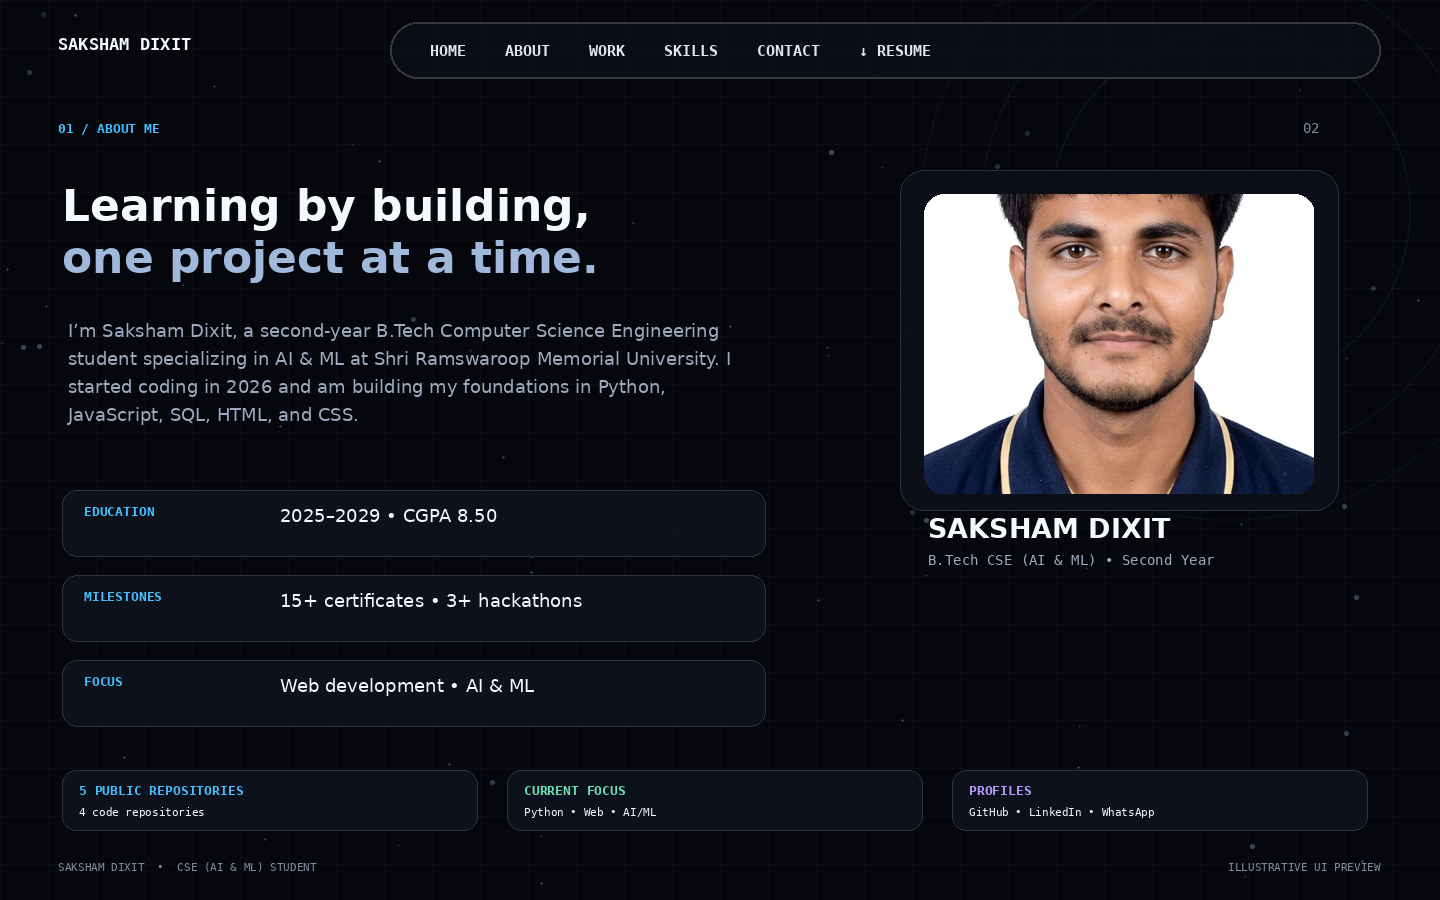 SAKSHAM DIXIT
HOME ABOUT WORK SKILLS CONTACT ↓ RESUME
01 / ABOUT ME
02
Learning by building,
one project at a time.
I’m Saksham Dixit, a second-year B.Tech Computer Science Engineering
student specializing in AI & ML at Shri Ramswaroop Memorial University. I
started coding in 2026 and am building my foundations in Python,
JavaScript, SQL, HTML, and CSS.
EDUCATION 2025–2029 • CGPA 8.50
MILESTONES 15+ certificates • 3+ hackathons
FOCUS Web development • AI & ML
SAKSHAM DIXIT
B.Tech CSE (AI & ML) • Second Year
5 PUBLIC REPOSITORIES
4 code repositories
CURRENT FOCUS
Python • Web • AI/ML
PROFILES
GitHub • LinkedIn • WhatsApp
SAKSHAM DIXIT • CSE (AI & ML) STUDENT
ILLUSTRATIVE UI PREVIEW